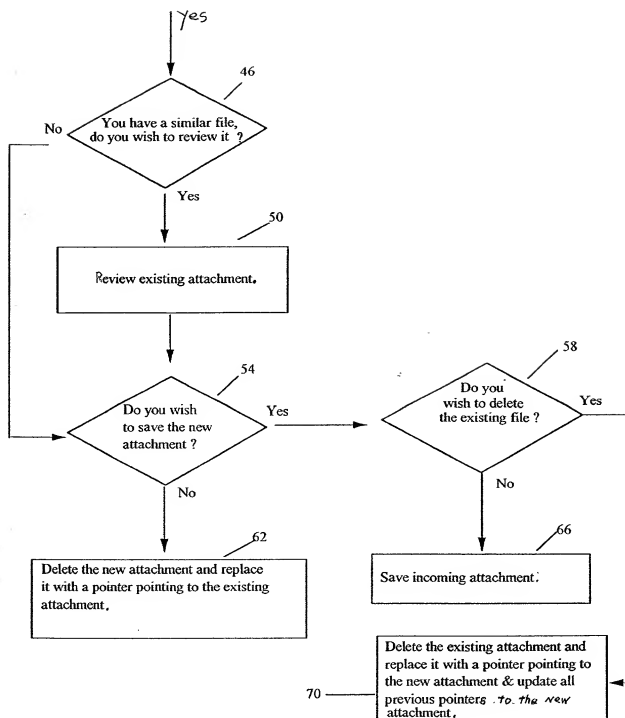 yes
46
You have a similar file,
do you wish to review it ?
No
Yes
50
Review existing attachment.
54
Do you wish
to save the new
attachment ?
Yes
No
58
Do you
wish to delete
the existing file ?
Yes
No
62
Delete the new attachment and replace
it with a pointer pointing to the existing
attachment.
66
Save incoming attachment.
70
Delete the existing attachment and
replace it with a pointer pointing to
the new attachment & update all
previous pointers to the new
attachment.